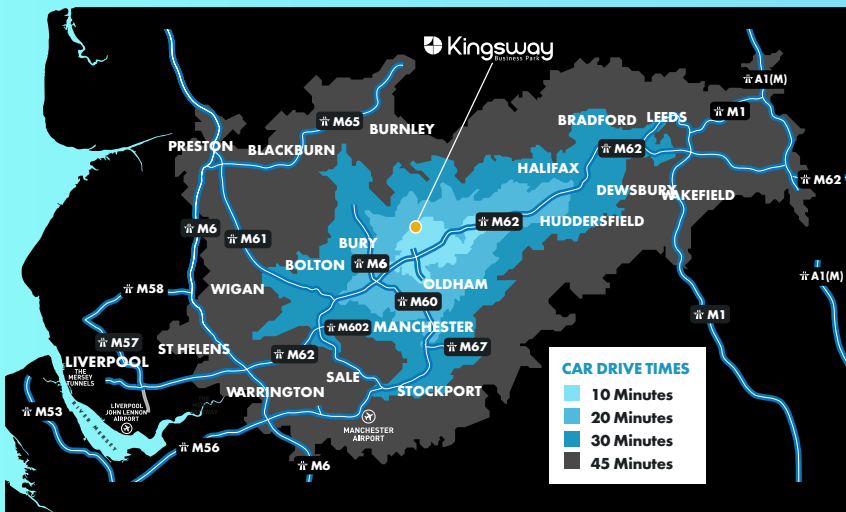 Kingsway
Business Park
A1(M)
M1
BRADFORD
LEEDS
M65
BURNLEY
PRESTON
BLACKBURN
M62
HALIFAX
M62
DEWSBURY
WAKEFIELD
M6
M61
M62
HUDDERSFIELD
BURY
BOLTON
M6
A1(M)
OLDHAM
M58
WIGAN
M60
M1
M57
M602
MANCHESTER
ST HELENS
M62
M67
LIVERPOOL
THE
MERSEY
TUNNELS
SALE
WARRINGTON
STOCKPORT
CAR DRIVE TIMES
10 Minutes
20 Minutes
30 Minutes
45 Minutes
M53
RIVER MERSEY
LIVERPOOL
JOHN LENNON
AIRPORT
MANCHESTER
AIRPORT
M56
M6